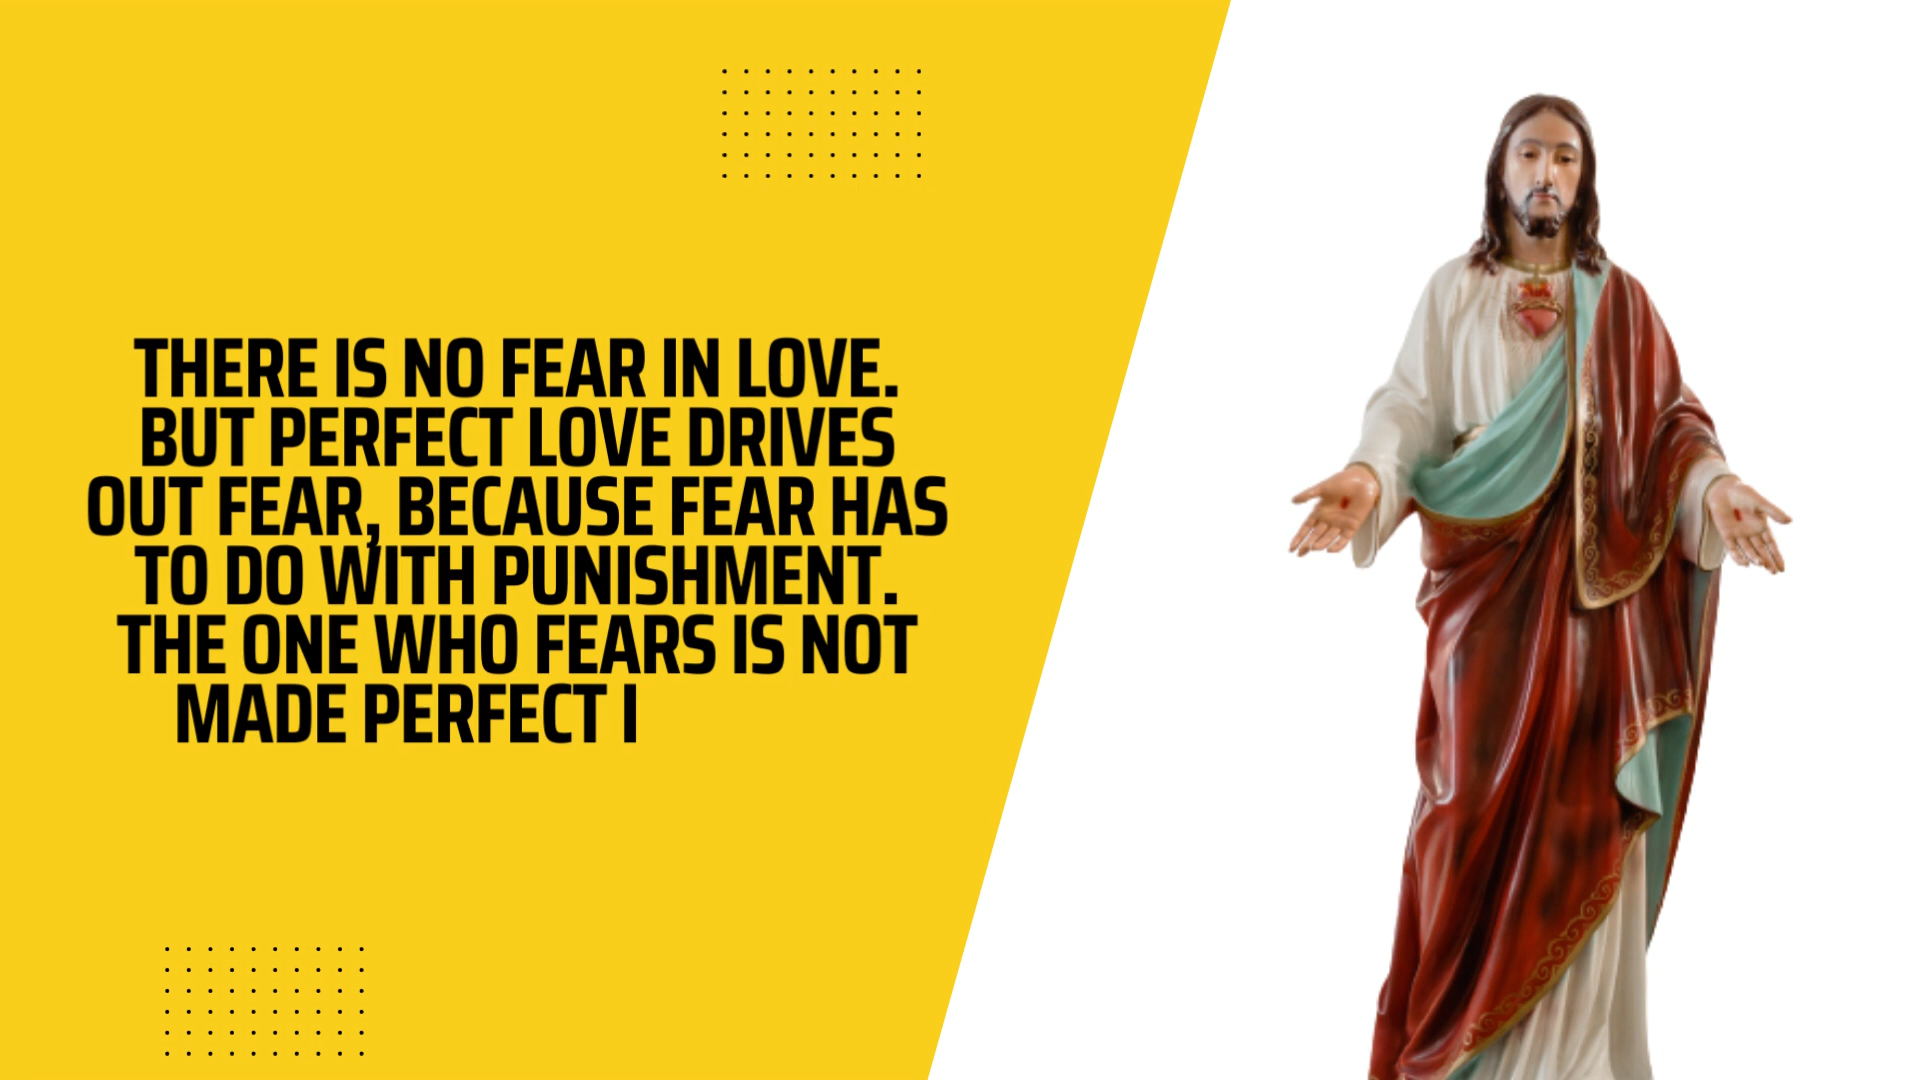 THERE IS NO FEAR IN LOVE.
BUT PERFECT LOVE DRIVES
OUT FEAR, BECAUSE FEAR HAS
TO DO WITH PUNISHMENT.
THE ONE WHO FEARS IS NOT
MADE PERFECT I